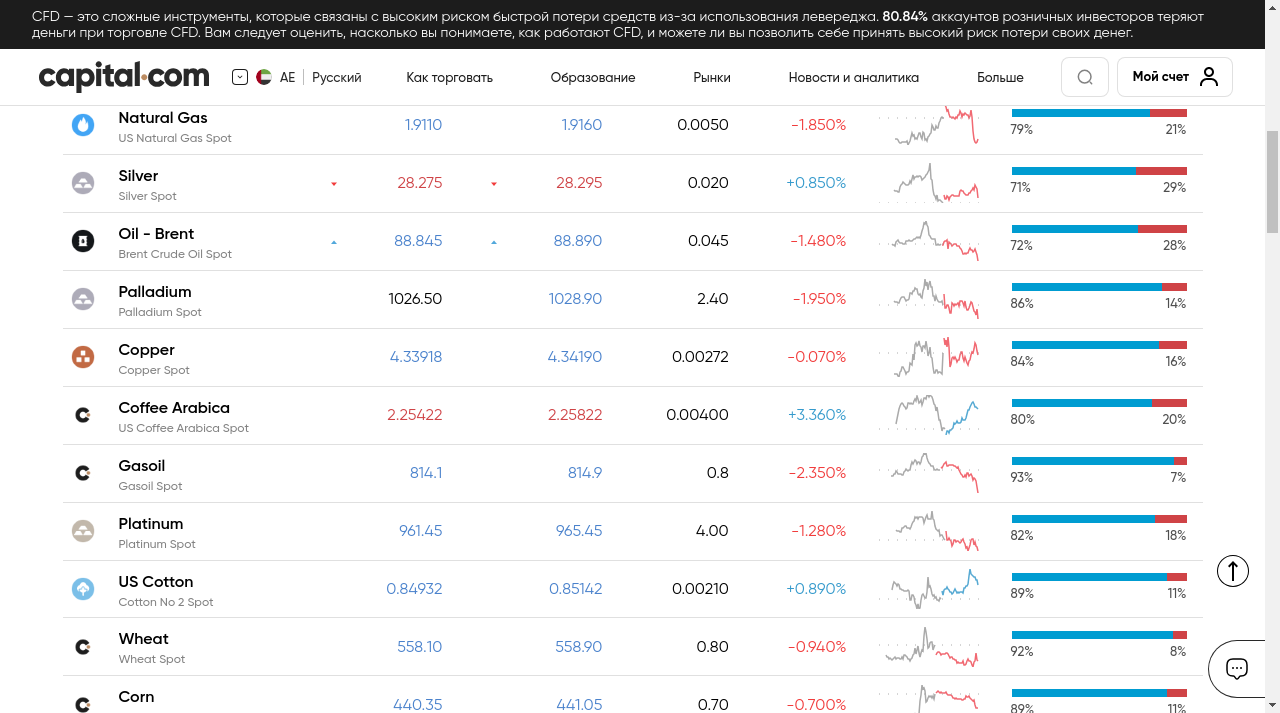 CFD — это сложные инструменты, которые связаны с высоким риском быстрой потери средств из-за использования левереджа. 80.84% аккаунтов розничных инвесторов теряют
деньги при торговле CFD. Вам следует оценить, насколько вы понимаете, как работают CFD, и можете ли вы позволить себе принять высокий риск потери своих денег.
capital.com AE Русский Как торговать Образование Рынки Новости и аналитика Больше Мой счет
Natural Gas 1.9110 1.9160 0.0050 -1.850%
US Natural Gas Spot 79% 21%
Silver 28.275 28.295 0.020 +0.850%
Silver Spot 71% 29%
Oil - Brent 88.845 88.890 0.045 -1.480%
Brent Crude Oil Spot 72% 28%
Palladium 1026.50 1028.90 2.40 -1.950%
Palladium Spot 86% 14%
Copper 4.33918 4.34190 0.00272 -0.070%
Copper Spot 84% 16%
Coffee Arabica 2.25422 2.25822 0.00400 +3.360%
US Coffee Arabica Spot 80% 20%
Gasoil 814.1 814.9 0.8 -2.350%
Gasoil Spot 93% 7%
Platinum 961.45 965.45 4.00 -1.280%
Platinum Spot 82% 18%
US Cotton 0.84932 0.85142 0.00210 +0.890%
Cotton No 2 Spot 89% 11%
Wheat 558.10 558.90 0.80 -0.940%
Wheat Spot 92% 8%
Corn 440.35 441.05 0.70 -0.700%
89% 11%